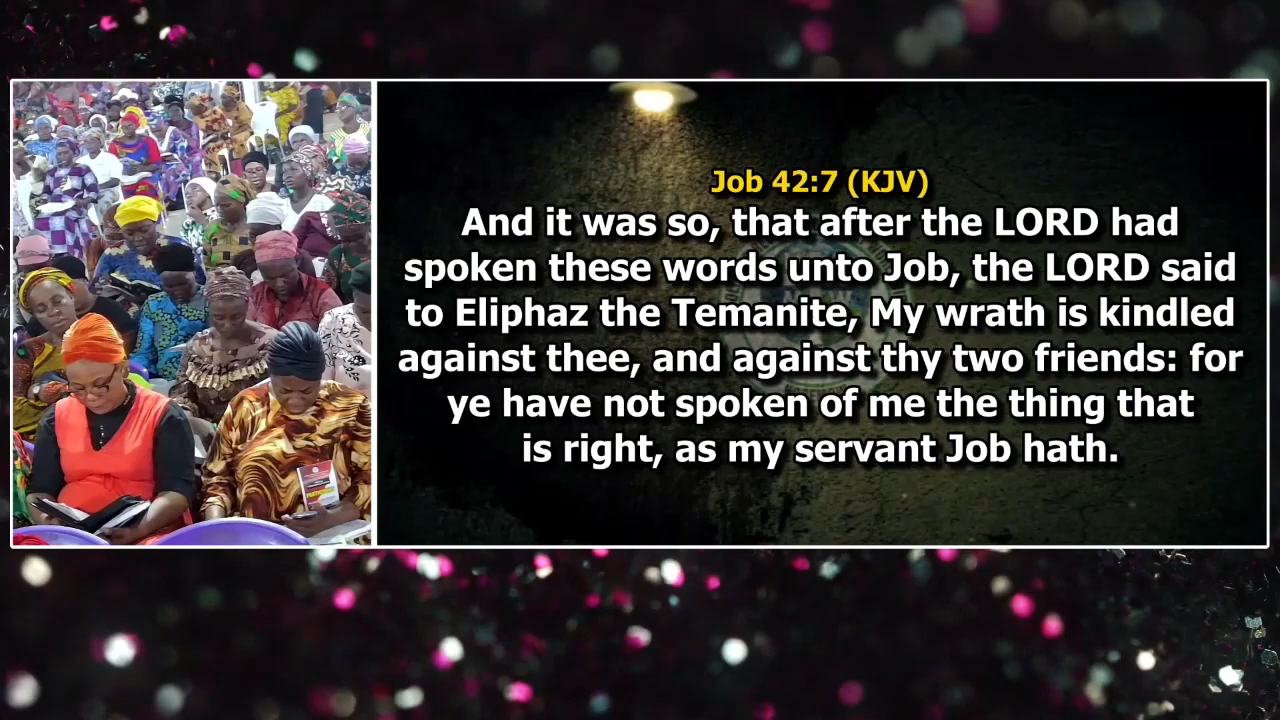 Job 42:7 (KJV)
And it was so, that after the LORD had
spoken these words unto Job, the LORD said
to Eliphaz the Temanite, My wrath is kindled
against thee, and against thy two friends: for
ye have not spoken of me the thing that
is right, as my servant Job hath.